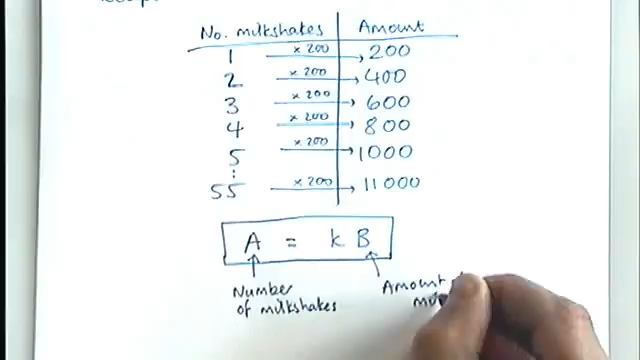 No. milkshakes Amount
1 × 200 200
2 × 200 400
3 × 200 600
4 × 200 800
5 × 200 1000
:
55 × 200 11000
A = k B
Number Amount
of milkshakes